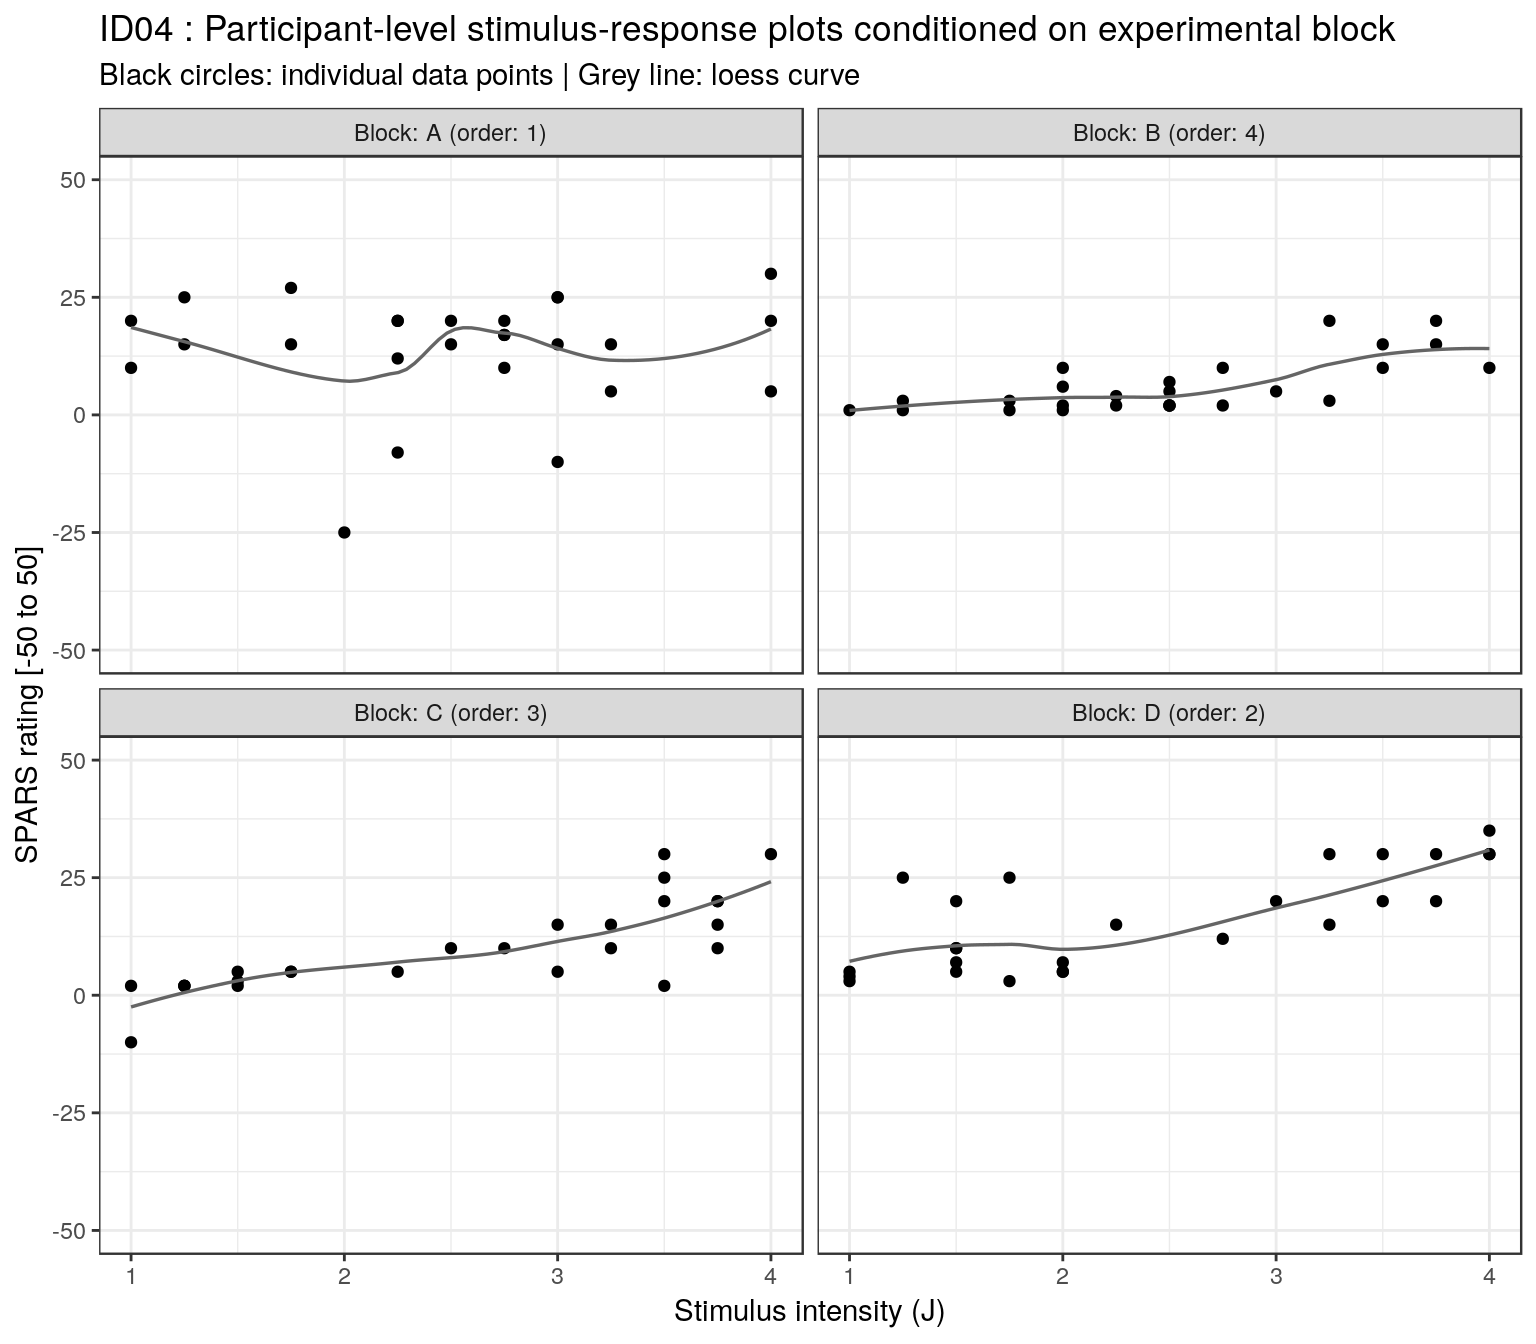 ID04 : Participant-level stimulus-response plots conditioned on experimental block
Black circles: individual data points | Grey line: loess curve
Block: A (order: 1)
Block: B (order: 4)
50
25
0
-25
-50
Block: C (order: 3)
Block: D (order: 2)
50
25
0
-25
-50
SPARS rating [-50 to 50]
1 2 3 4 1 2 3 4
Stimulus intensity (J)